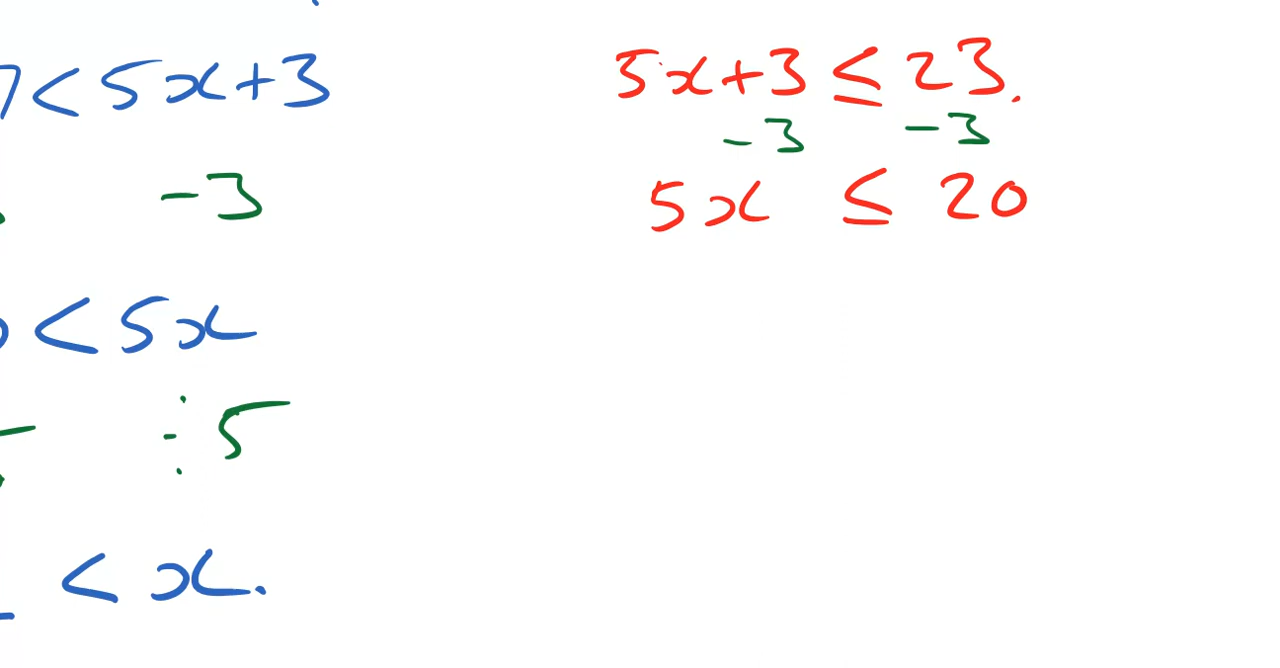 7 < 5x + 3
- 3
< 5x
÷ 5
< x.
5x + 3 ≤ 23.
- 3 - 3
5x ≤ 20